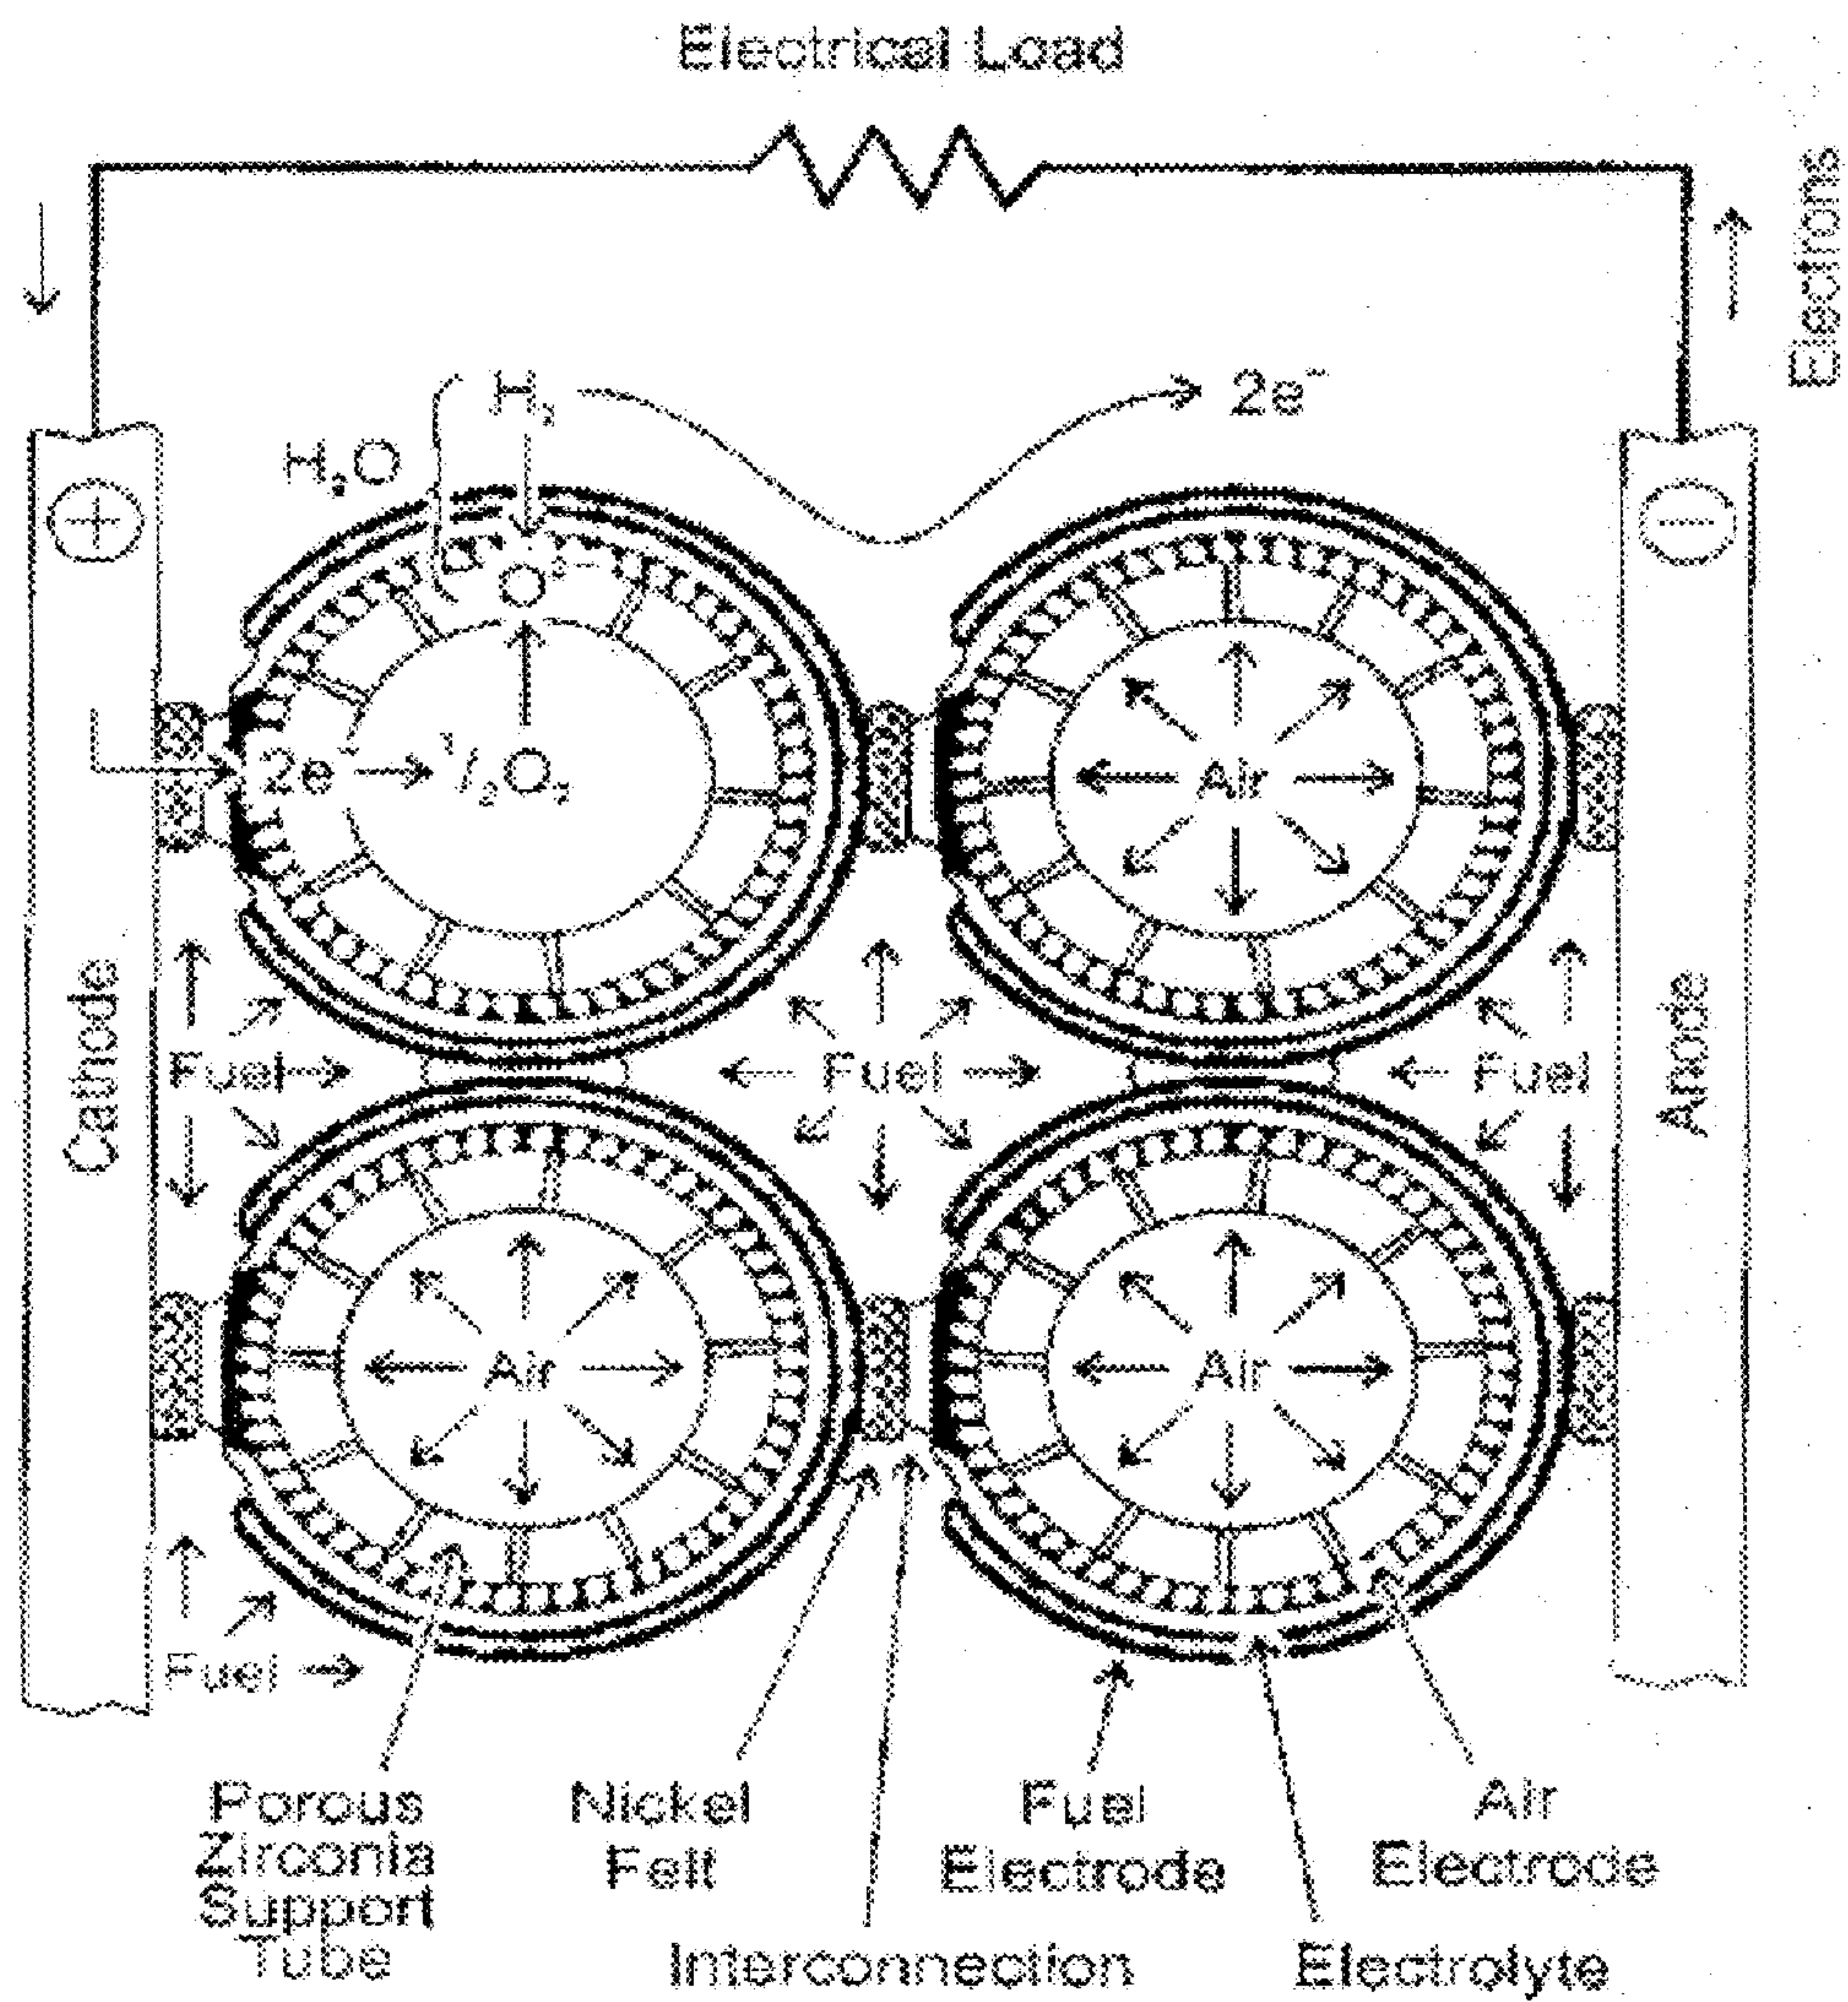 Electrical Load
Electrons
H₂
2e⁻
H₂O
+
−
O²⁻
2e⁻
½O₂
Air
Cathode
Anode
Fuel
Fuel
Fuel
Air
Air
Fuel
Porous
Zirconia
Support
Tube
Nickel
Felt
Interconnection
Fuel
Electrode
Electrolyte
Air
Electrode